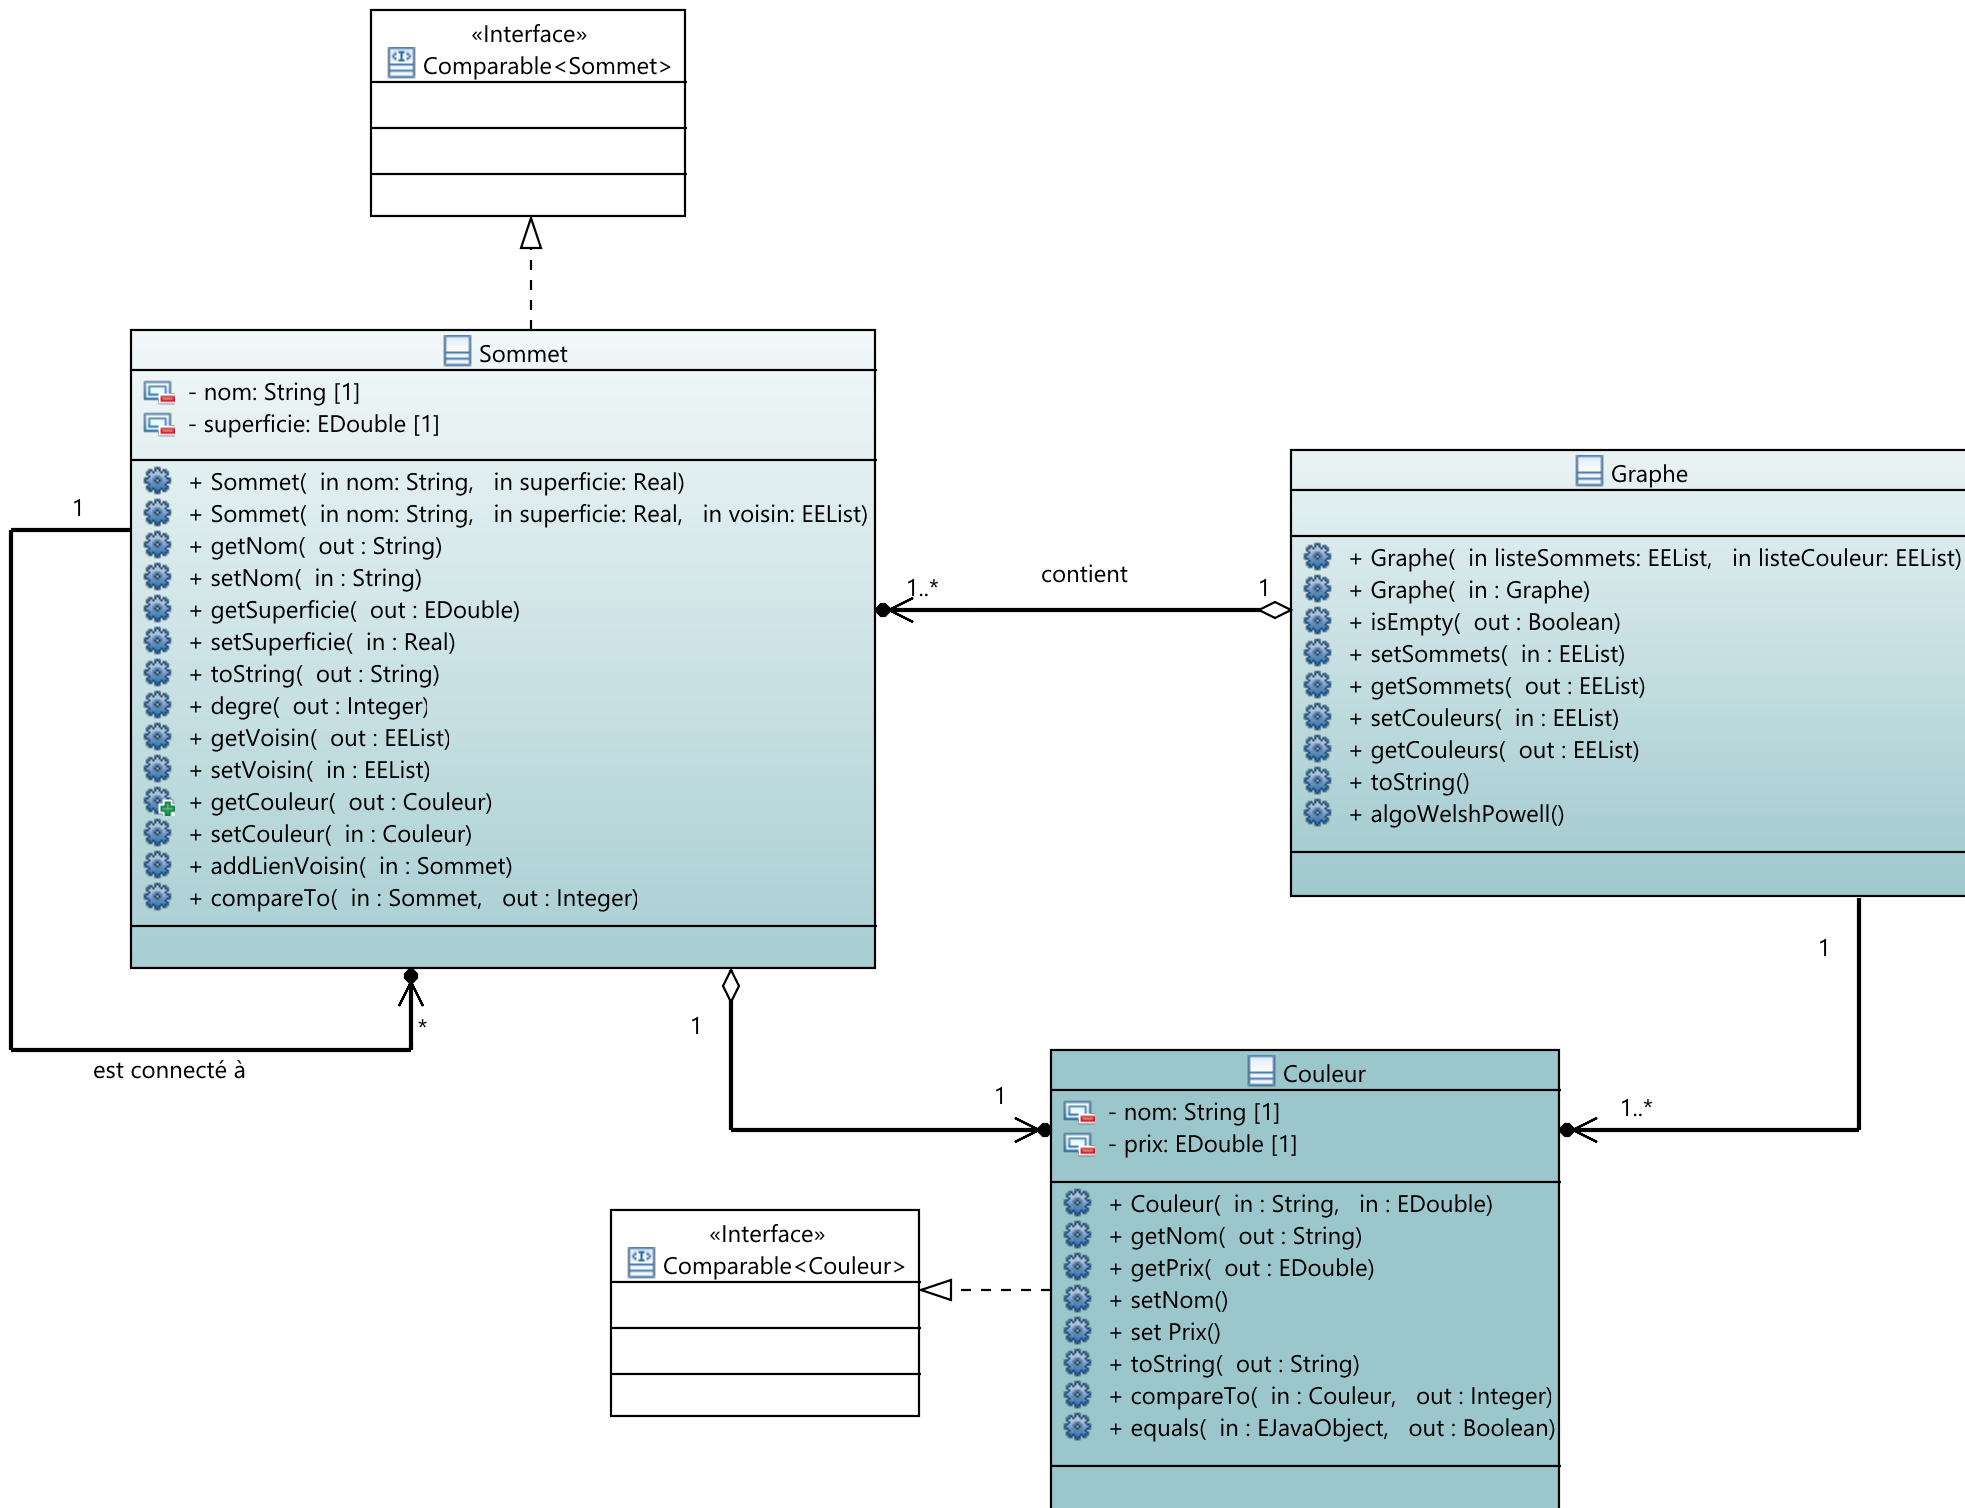 «Interface»
Comparable<Sommet>
Sommet
- nom: String [1]
- superficie: EDouble [1]
+ Sommet( in nom: String, in superficie: Real)
+ Sommet( in nom: String, in superficie: Real, in voisin: EEList)
+ getNom( out : String)
+ setNom( in : String)
+ getSuperficie( out : EDouble)
+ setSuperficie( in : Real)
+ toString( out : String)
+ degre( out : Integer)
+ getVoisin( out : EEList)
+ setVoisin( in : EEList)
+ getCouleur( out : Couleur)
+ setCouleur( in : Couleur)
+ addLienVoisin( in : Sommet)
+ compareTo( in : Sommet, out : Integer)
1
*
est connecté à
1..*
contient
1
Graphe
+ Graphe( in listeSommets: EEList, in listeCouleur: EEList)
+ Graphe( in : Graphe)
+ isEmpty( out : Boolean)
+ setSommets( in : EEList)
+ getSommets( out : EEList)
+ setCouleurs( in : EEList)
+ getCouleurs( out : EEList)
+ toString()
+ algoWelshPowell()
1
1..*
1
1
Couleur
- nom: String [1]
- prix: EDouble [1]
+ Couleur( in : String, in : EDouble)
+ getNom( out : String)
+ getPrix( out : EDouble)
+ setNom()
+ set Prix()
+ toString( out : String)
+ compareTo( in : Couleur, out : Integer)
+ equals( in : EJavaObject, out : Boolean)
«Interface»
Comparable<Couleur>